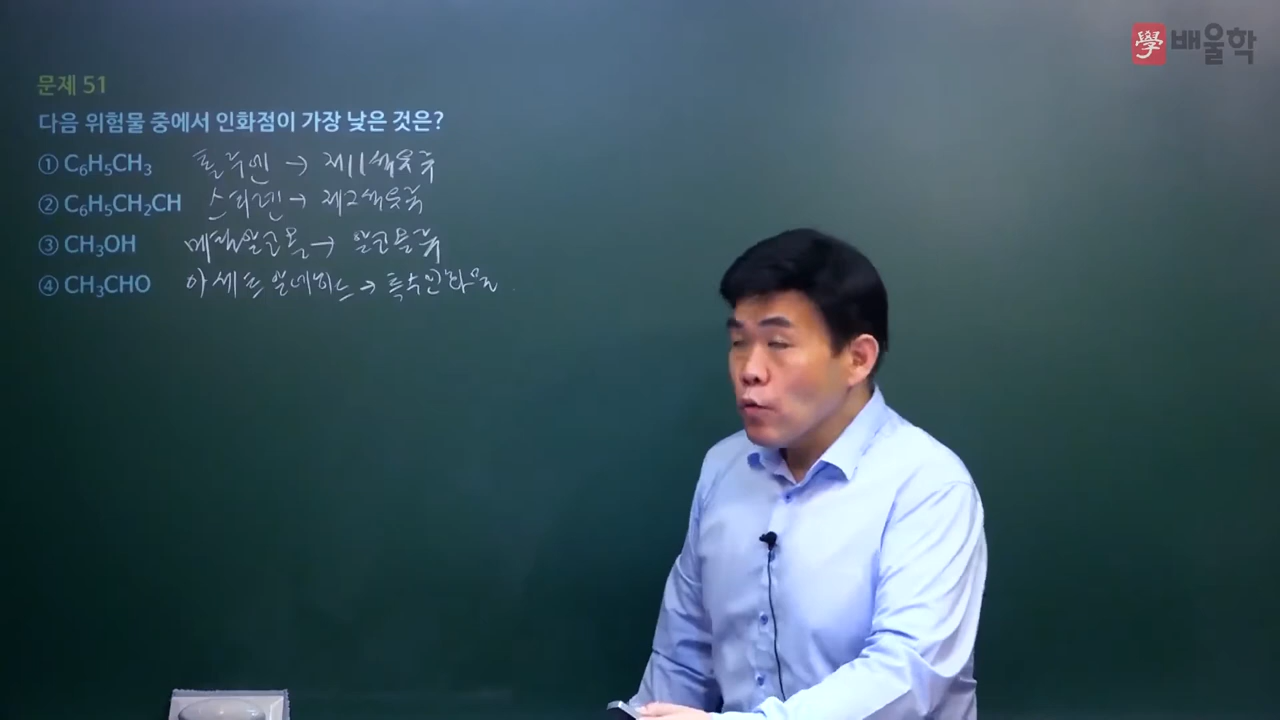 學 배울학
문제 51
다음 위험물 중에서 인화점이 가장 낮은 것은?
① C₆H₅CH₃ 톨루엔 → 제1석유류
② C₆H₅CH₂CH 스티렌 → 제2석유류
③ CH₃OH 메틸알코올 → 알코올류
④ CH₃CHO 아세트알데히드 → 특수인화물